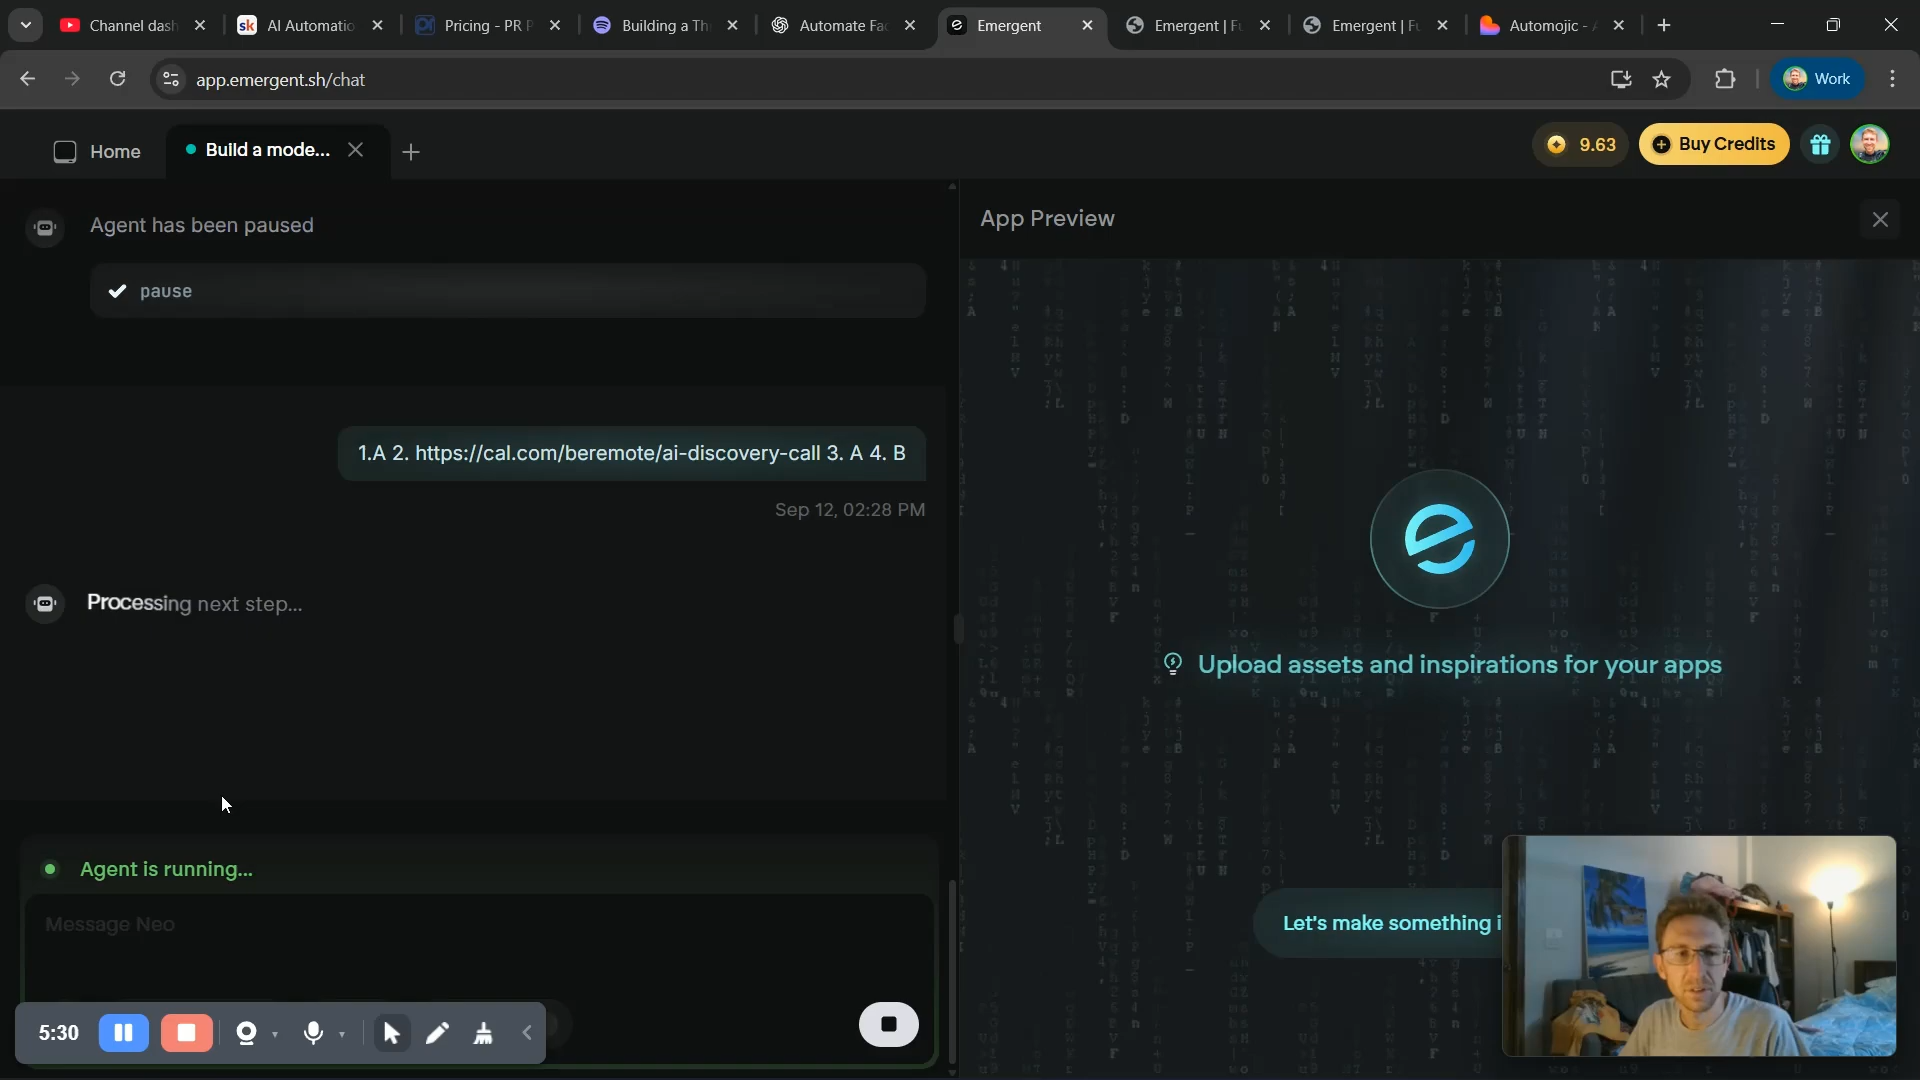 Channel dash
AI Automatio
Pricing - PR P
Building a Th
Automate Fac
Emergent
Emergent | Fu
Emergent | Fu
Automojic - A
app.emergent.sh/chat
Work
Home
Build a mode...
9.63
Buy Credits
Agent has been paused
App Preview
pause
1.A 2. https://cal.com/beremote/ai-discovery-call 3. A 4. B
Sep 12, 02:28 PM
Processing next step...
Upload assets and inspirations for your apps
Agent is running...
Message Neo
Let's make something i
5:30